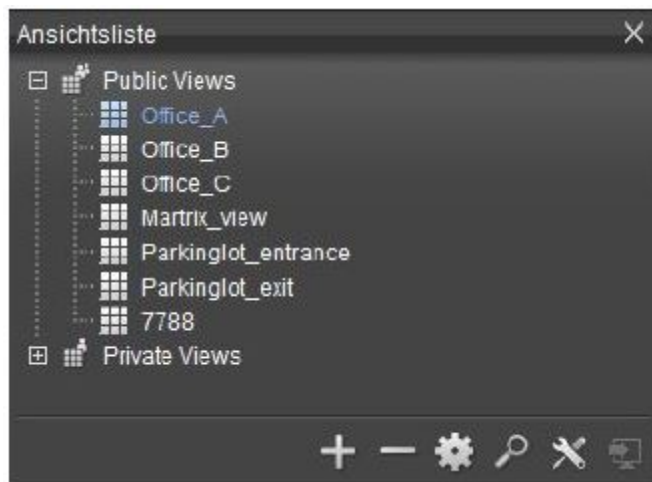 Ansichtsliste
Public Views
Office_A
Office_B
Office_C
Martrix_view
Parkinglot_entrance
Parkinglot_exit
7788
Private Views